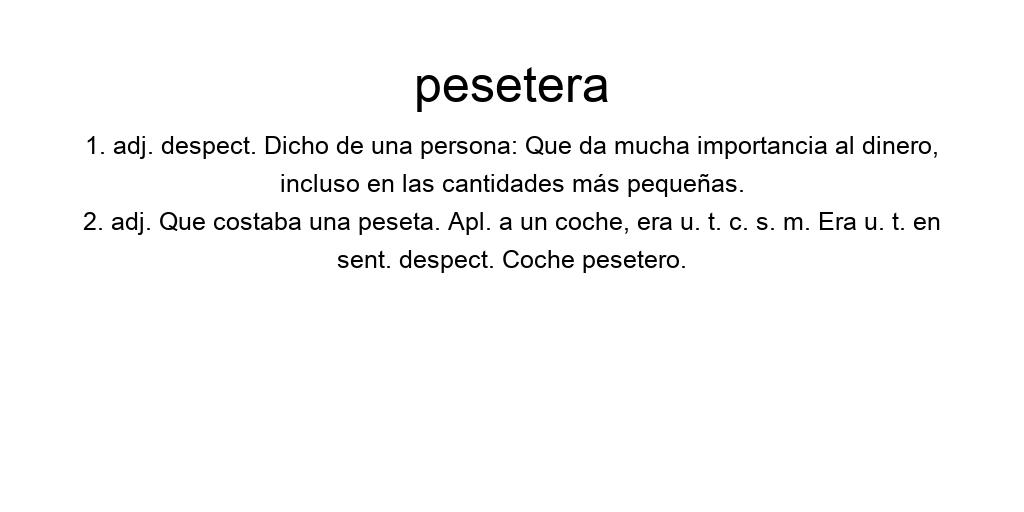 pesetera
1. adj. despect. Dicho de una persona: Que da mucha importancia al dinero,
incluso en las cantidades más pequeñas.
2. adj. Que costaba una peseta. Apl. a un coche, era u. t. c. s. m. Era u. t. en
sent. despect. Coche pesetero.